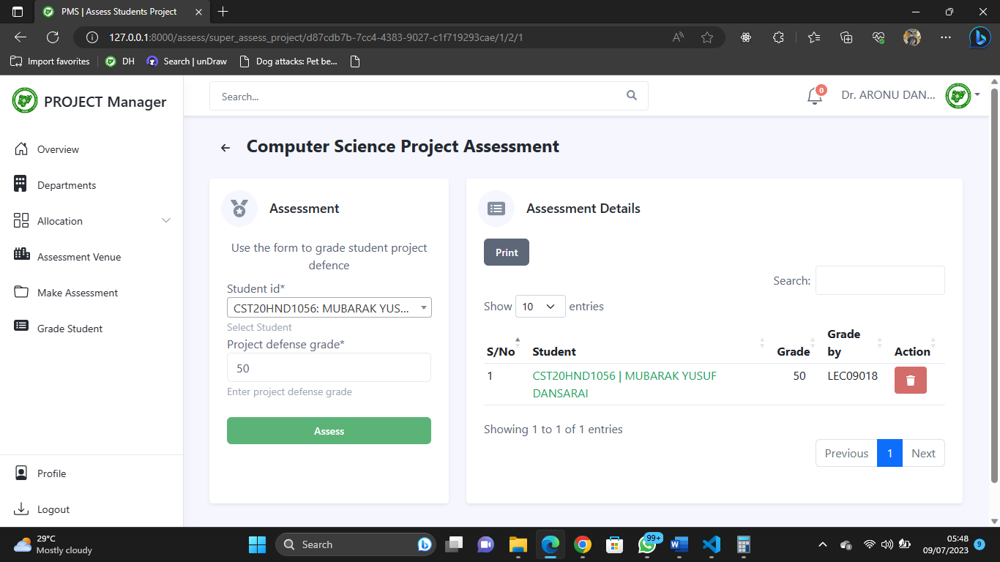 PMS | Assess Students Project
127.0.0.1:8000/assess/super_assess_project/d87cdb7b-7cc4-4383-9027-c1f719293cae/1/2/1
Import favorites
DH
Search | unDraw
Dog attacks: Pet be...
PROJECT Manager
Search...
0
Dr. ARONU DAN...
Overview
Departments
Allocation
Assessment Venue
Make Assessment
Grade Student
Profile
Logout
Computer Science Project Assessment
Assessment
Use the form to grade student project
defence
Student id*
CST20HND1056: MUBARAK YUS...
Select Student
Project defense grade*
50
Enter project defense grade
Assess
Assessment Details
Print
Search:
Show 10 entries
S/No Student Grade Grade by Action
1 CST20HND1056 | MUBARAK YUSUF 50 LEC09018
DANSARAI
Showing 1 to 1 of 1 entries
Previous 1 Next
29°C
Mostly cloudy
Search
99+
05:48
09/07/2023
9